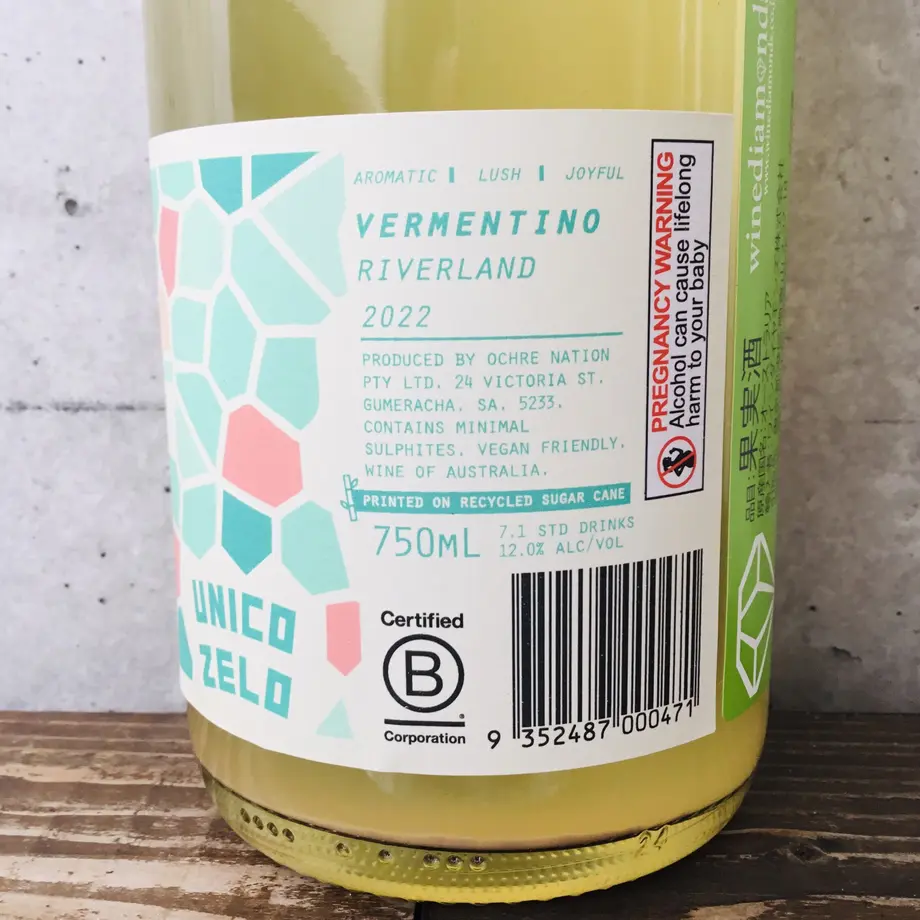 AROMATIC | LUSH | JOYFUL
VERMENTINO
RIVERLAND
2022
PRODUCED BY OCHRE NATION
PTY LTD. 24 VICTORIA ST.
GUMERACHA. SA. 5233.
CONTAINS MINIMAL
SULPHITES. VEGAN FRIENDLY.
WINE OF AUSTRALIA.
PRINTED ON RECYCLED SUGAR CANE
750ML
7.1 STD DRINKS
12.0% ALC/VOL
UNICO
ZELO
Certified
B
Corporation
9 352487 000471
PREGNANCY WARNING
Alcohol can cause lifelong
harm to your baby
winediamond
www.winediamonds.co.
品目:果実酒